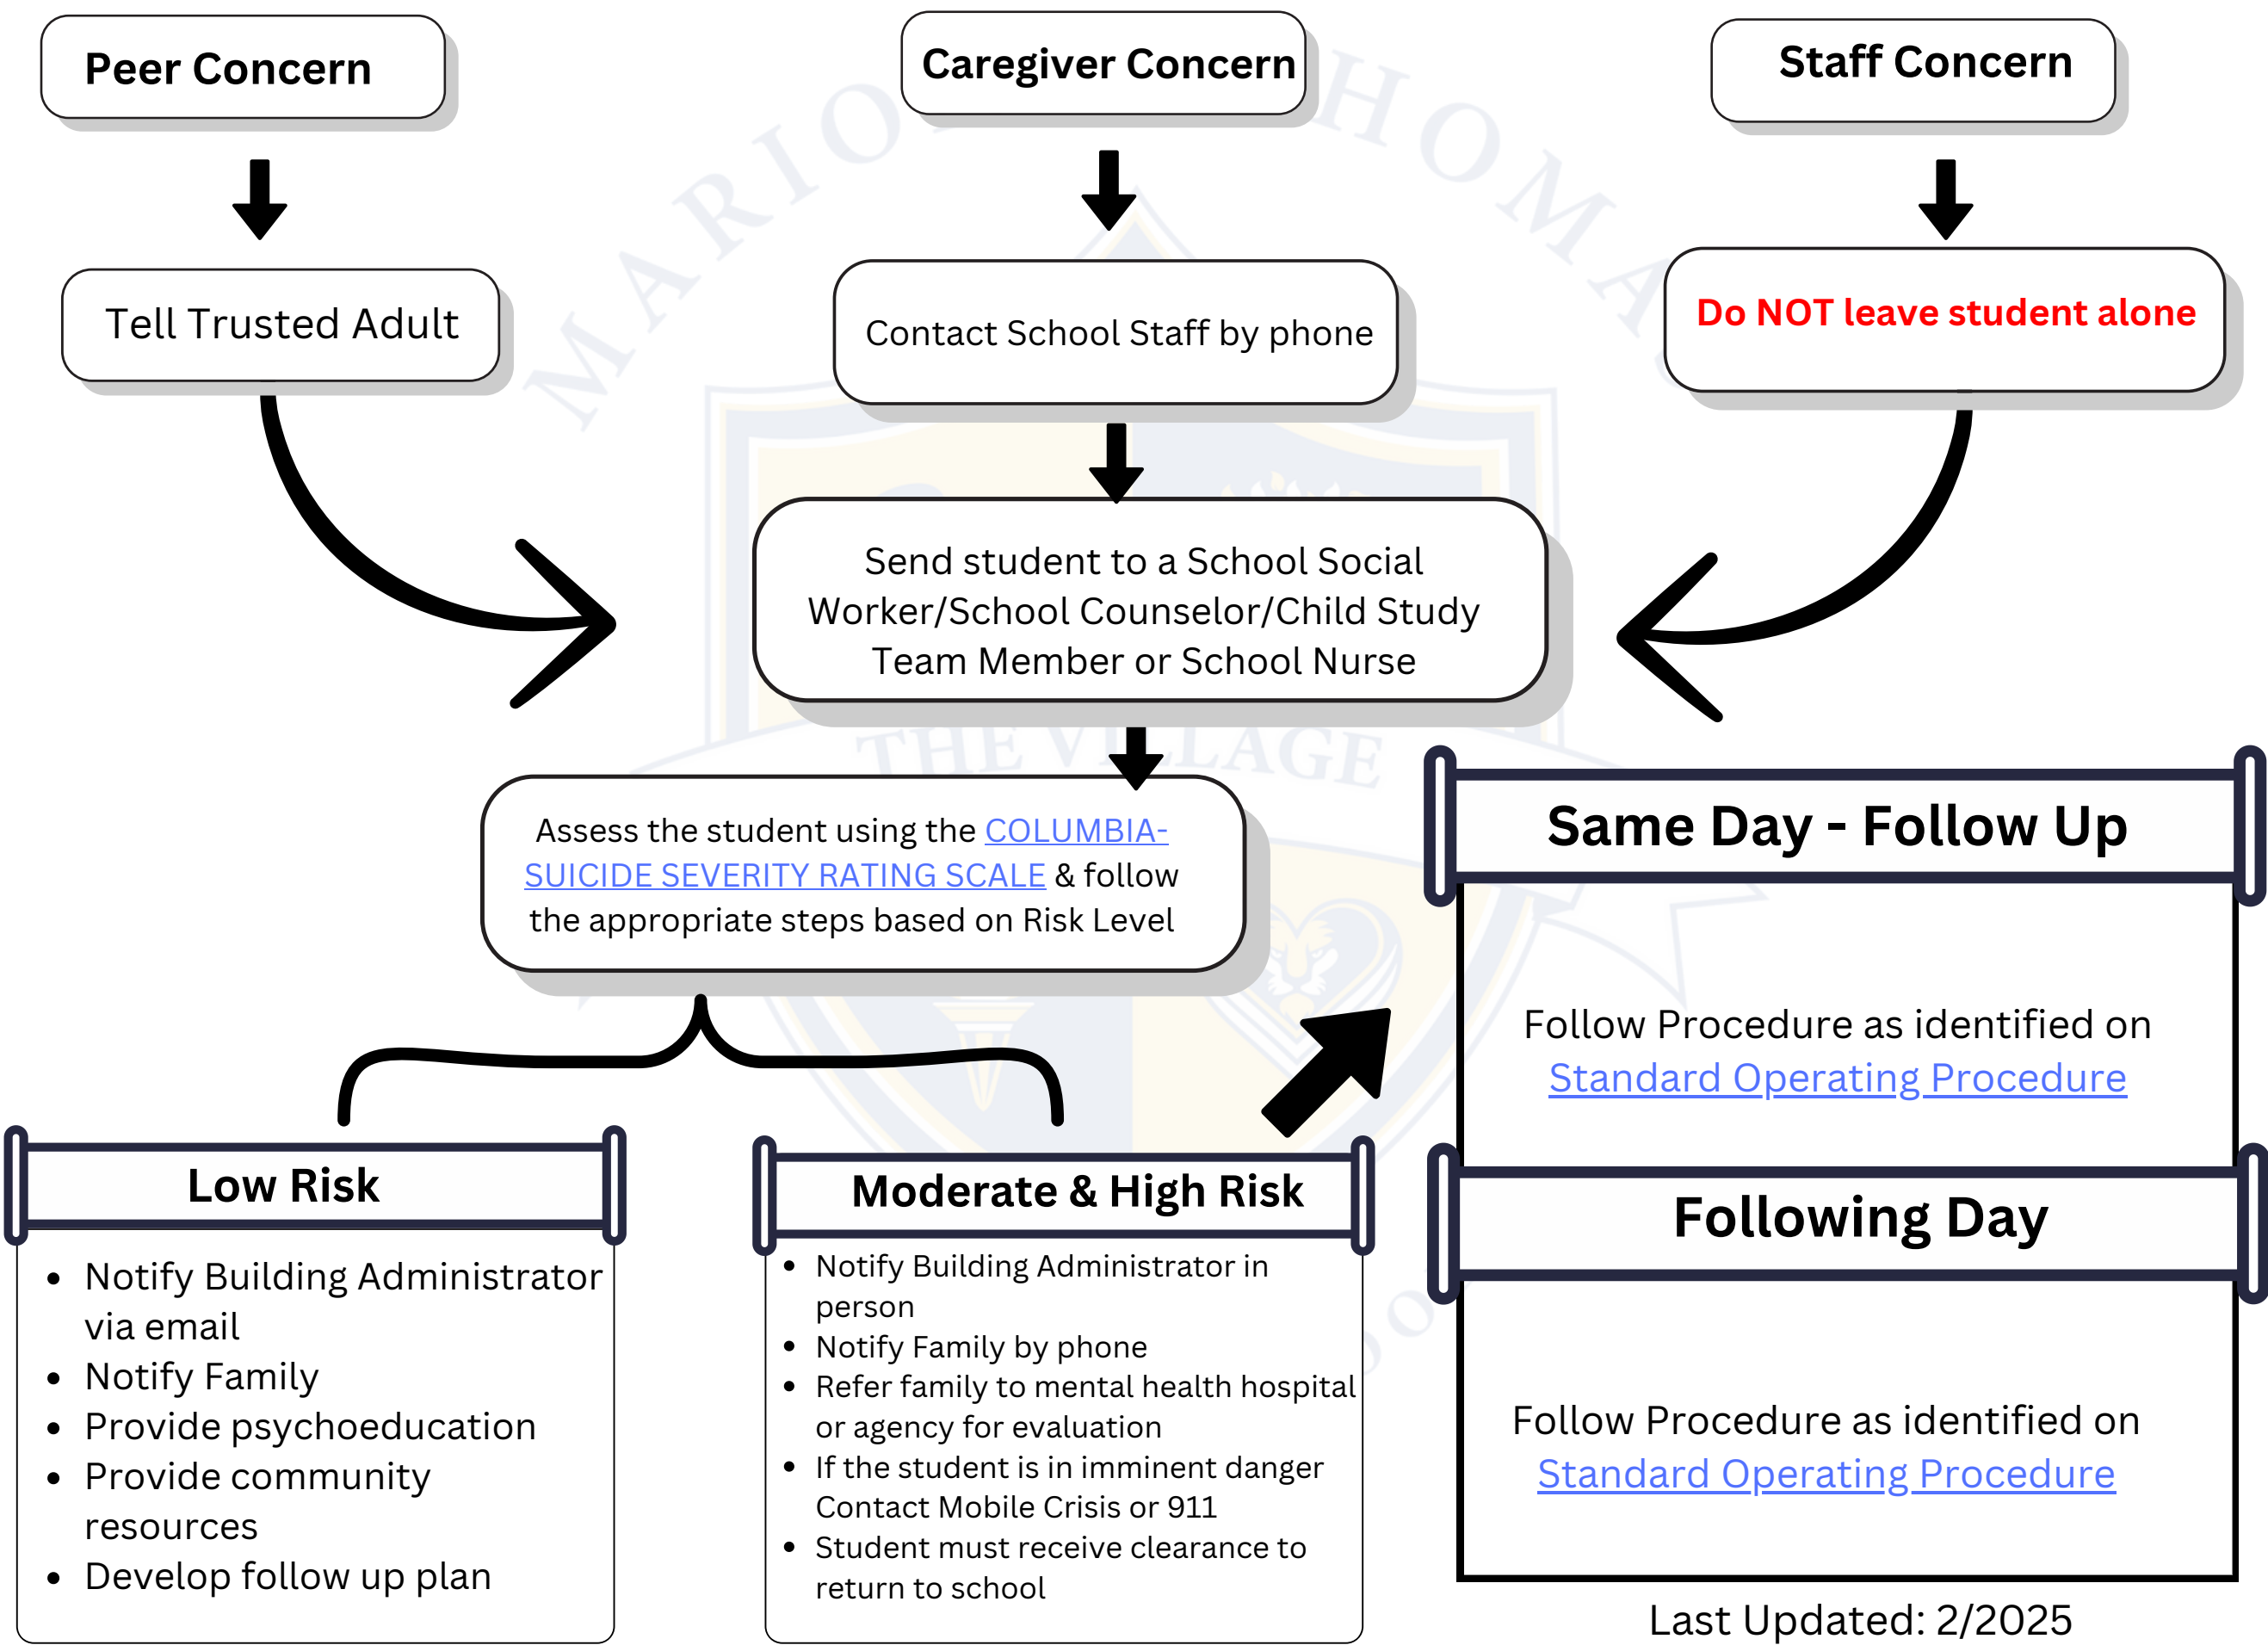 Peer Concern
Caregiver Concern
Staff Concern
Tell Trusted Adult
Contact School Staff by phone
Do NOT leave student alone
Send student to a School Social
Worker/School Counselor/Child Study
Team Member or School Nurse
THE VILLAGE
Assess the student using the COLUMBIA-
SUICIDE SEVERITY RATING SCALE & follow
the appropriate steps based on Risk Level
Low Risk
• Notify Building Administrator
via email
• Notify Family
• Provide psychoeducation
• Provide community
resources
• Develop follow up plan
Moderate & High Risk
• Notify Building Administrator in
person
• Notify Family by phone
• Refer family to mental health hospital
or agency for evaluation
• If the student is in imminent danger
Contact Mobile Crisis or 911
• Student must receive clearance to
return to school
Same Day - Follow Up
Follow Procedure as identified on
Standard Operating Procedure
Following Day
Follow Procedure as identified on
Standard Operating Procedure
Last Updated: 2/2025